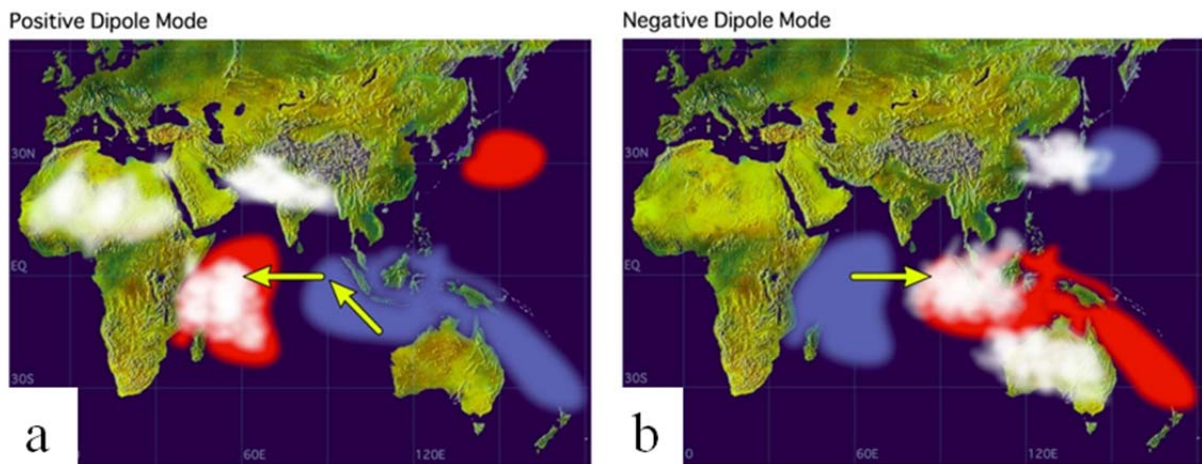 Positive Dipole Mode
30N
EQ
30S
60E
120E
a
Negative Dipole Mode
30N
EQ
30S
0
60E
120E
b